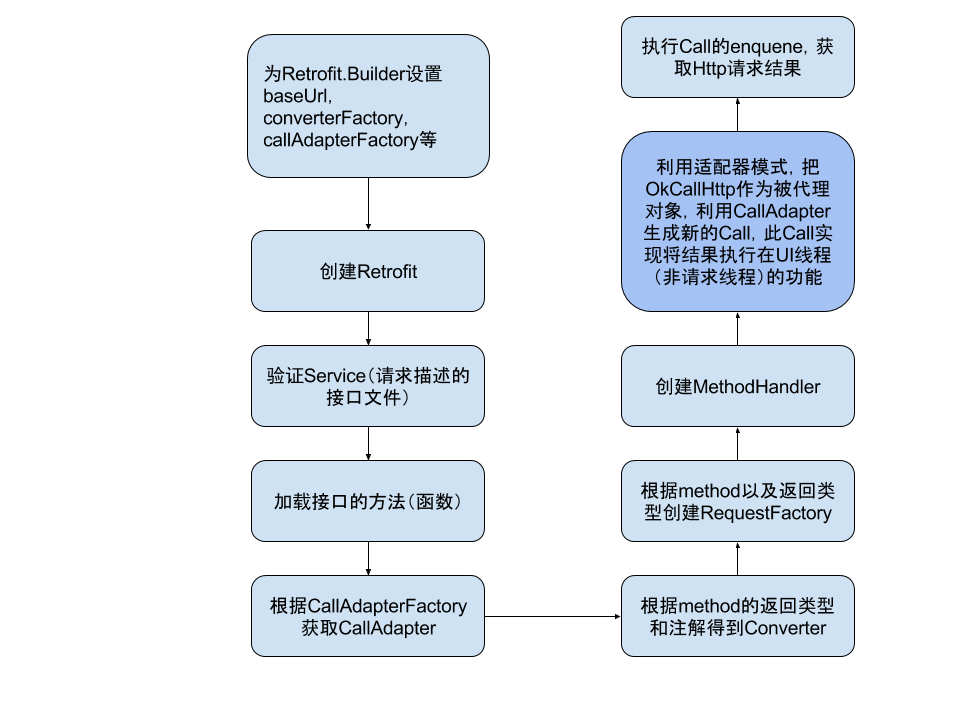 为Retrofit.Builder设置
baseUrl，
converterFactory，
callAdapterFactory等
创建Retrofit
验证Service（请求描述的
接口文件）
加载接口的方法（函数）
根据CallAdapterFactory
获取CallAdapter
根据method的返回类型
和注解得到Converter
根据method以及返回类
型创建RequestFactory
创建MethodHandler
利用适配器模式，把
OkCallHttp作为被代理
对象，利用CallAdapter
生成新的Call，此Call实
现将结果执行在UI线程
（非请求线程）的功能
执行Call的enquene，获
取Http请求结果